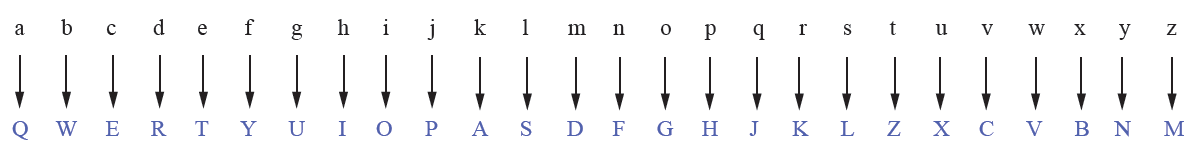 a b c d e f g h i j k l m n o p q r s t u v w x y z
Q W E R T Y U I O P A S D F G H J K L Z X C V B N M